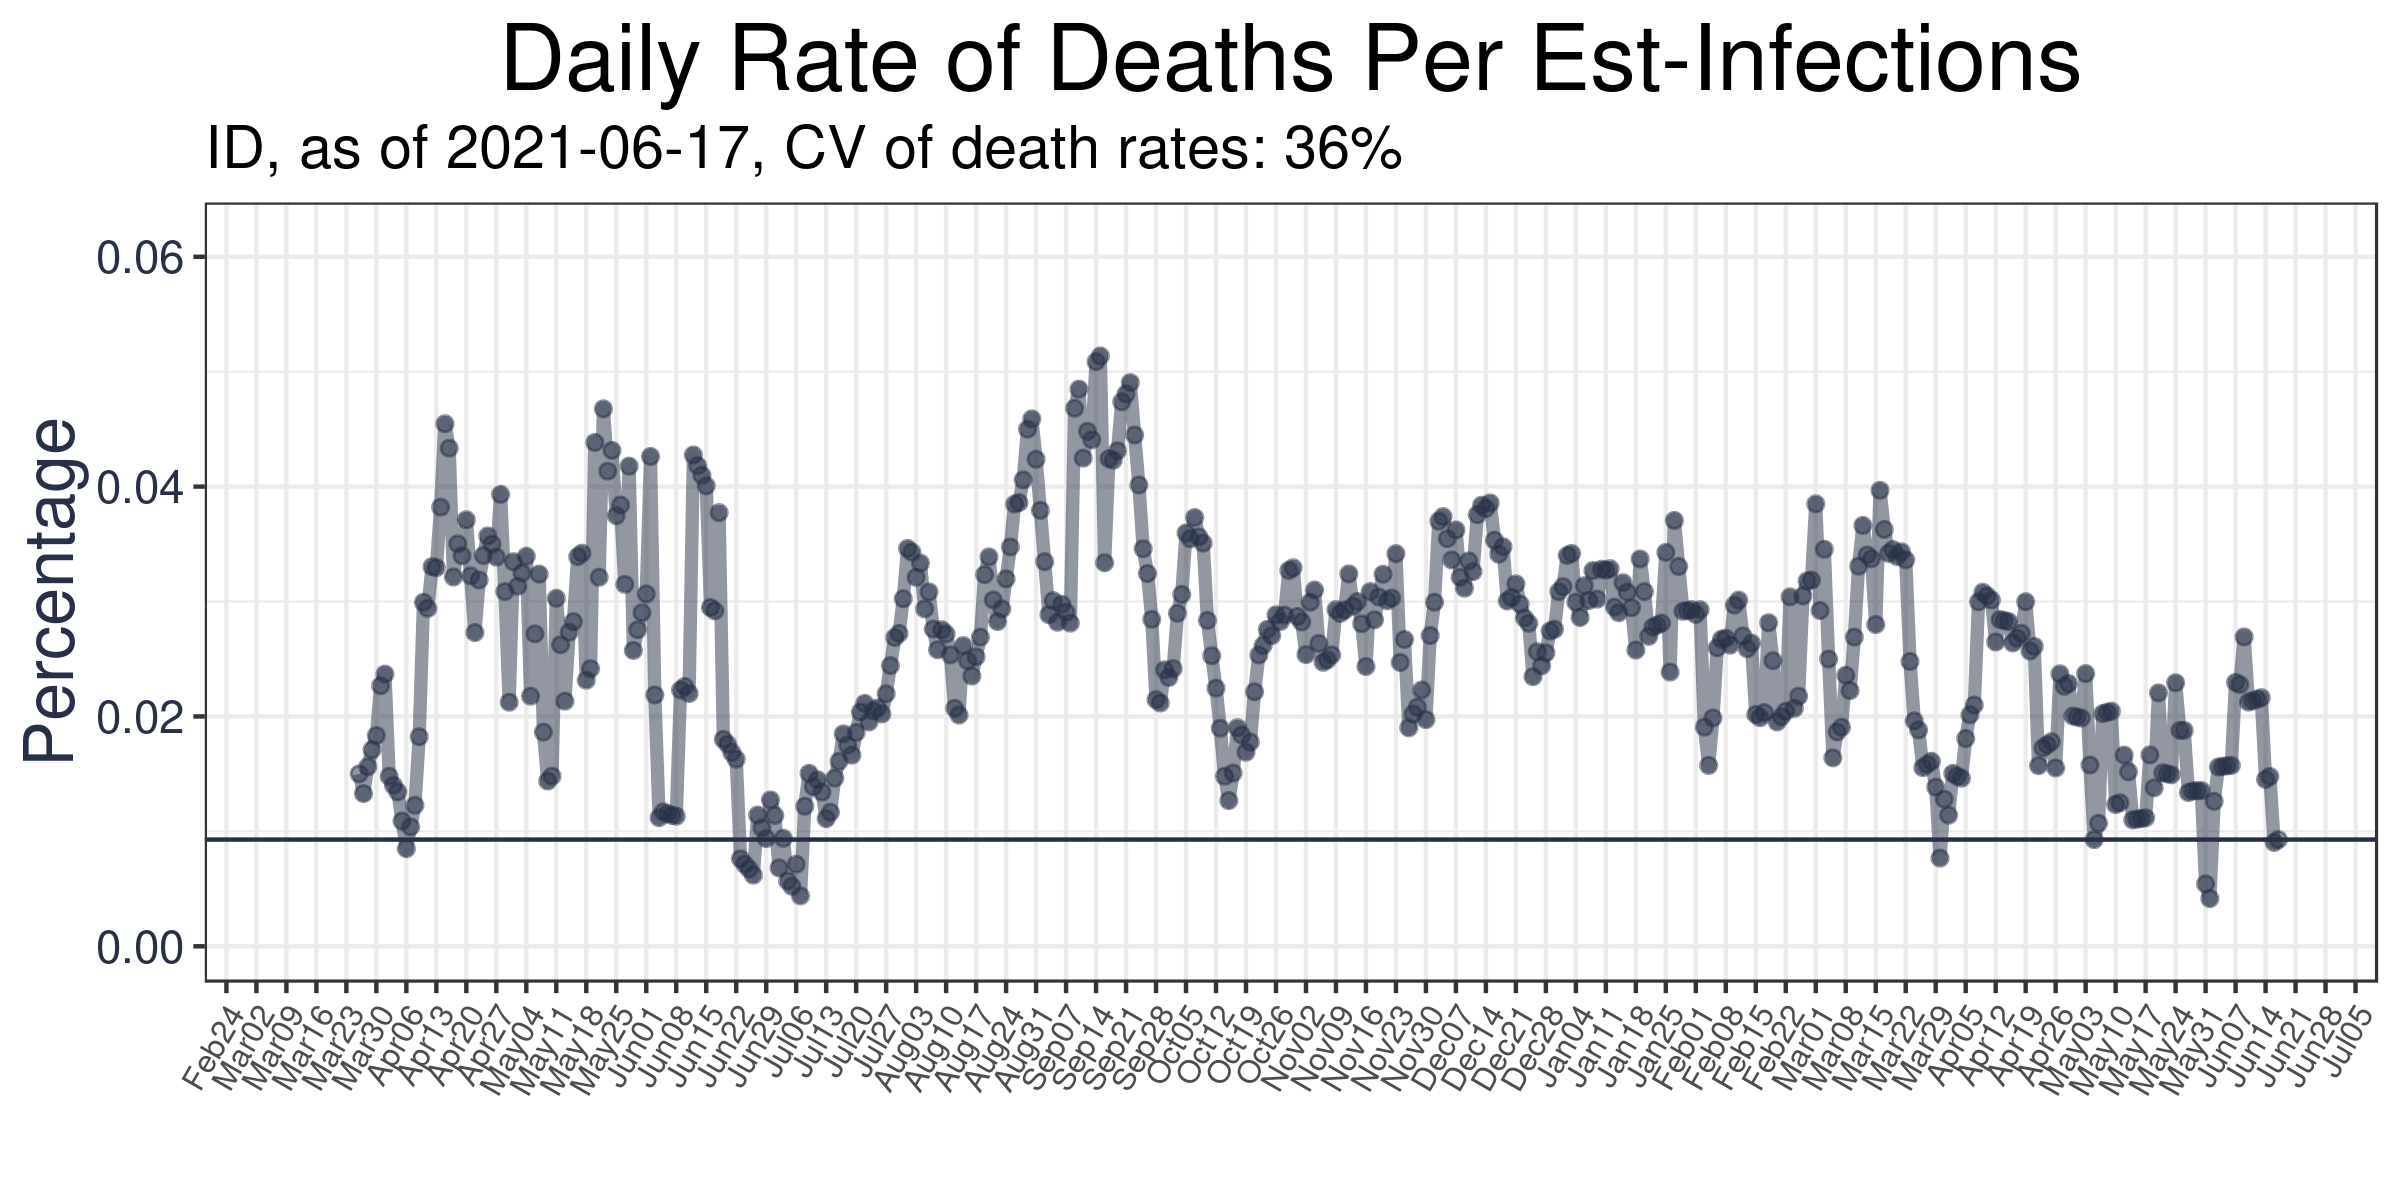 Daily Rate of Deaths Per Est-Infections
ID, as of 2021-06-17, CV of death rates: 36%
Percentage
0.06
0.04
0.02
0.00
Feb24
Mar02
Mar09
Mar16
Mar23
Mar30
Apr06
Apr13
Apr20
Apr27
May04
May11
May18
May25
Jun01
Jun08
Jun15
Jun22
Jun29
Jul06
Jul13
Jul20
Jul27
Aug03
Aug10
Aug17
Aug24
Aug31
Sep07
Sep14
Sep21
Sep28
Oct05
Oct12
Oct19
Oct26
Nov02
Nov09
Nov16
Nov23
Nov30
Dec07
Dec14
Dec21
Dec28
Jan04
Jan11
Jan18
Jan25
Feb01
Feb08
Feb15
Feb22
Mar01
Mar08
Mar15
Mar22
Mar29
Apr05
Apr12
Apr19
Apr26
May03
May10
May17
May24
May31
Jun07
Jun14
Jun21
Jun28
Jul05